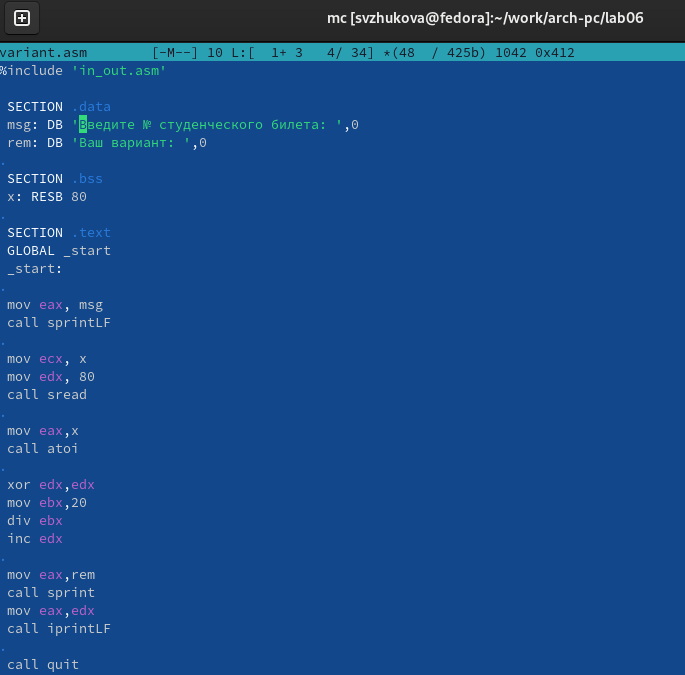 mc [svzhukova@fedora]:~/work/arch-pc/lab06
variant.asm        [-M--] 10 L:[  1+ 3   4/ 34] *(48  / 425b) 1042 0x412
%include 'in_out.asm'
SECTION .data
msg: DB 'Введите № студенческого билета: ',0
rem: DB 'Ваш вариант: ',0
.
SECTION .bss
x: RESB 80
.
SECTION .text
GLOBAL _start
_start:
.
mov eax, msg
call sprintLF
.
mov ecx, x
mov edx, 80
call sread
.
mov eax,x
call atoi
.
xor edx,edx
mov ebx,20
div ebx
inc edx
.
mov eax,rem
call sprint
mov eax,edx
call iprintLF
.
call quit